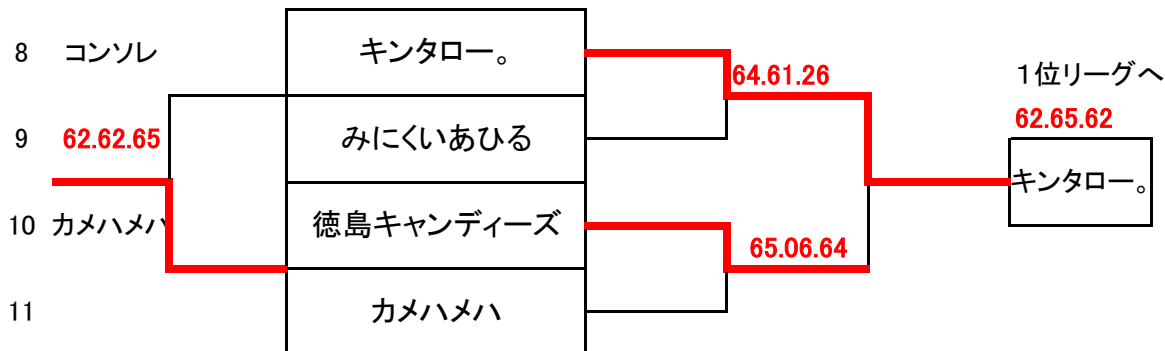 8 コンソレ キンタロー。
64.61.26
1位リーグへ
9 62.62.65 みにくいあひる
62.65.62
キンタロー。
10 カメハメハ 徳島キャンディーズ
65.06.64
11 カメハメハ